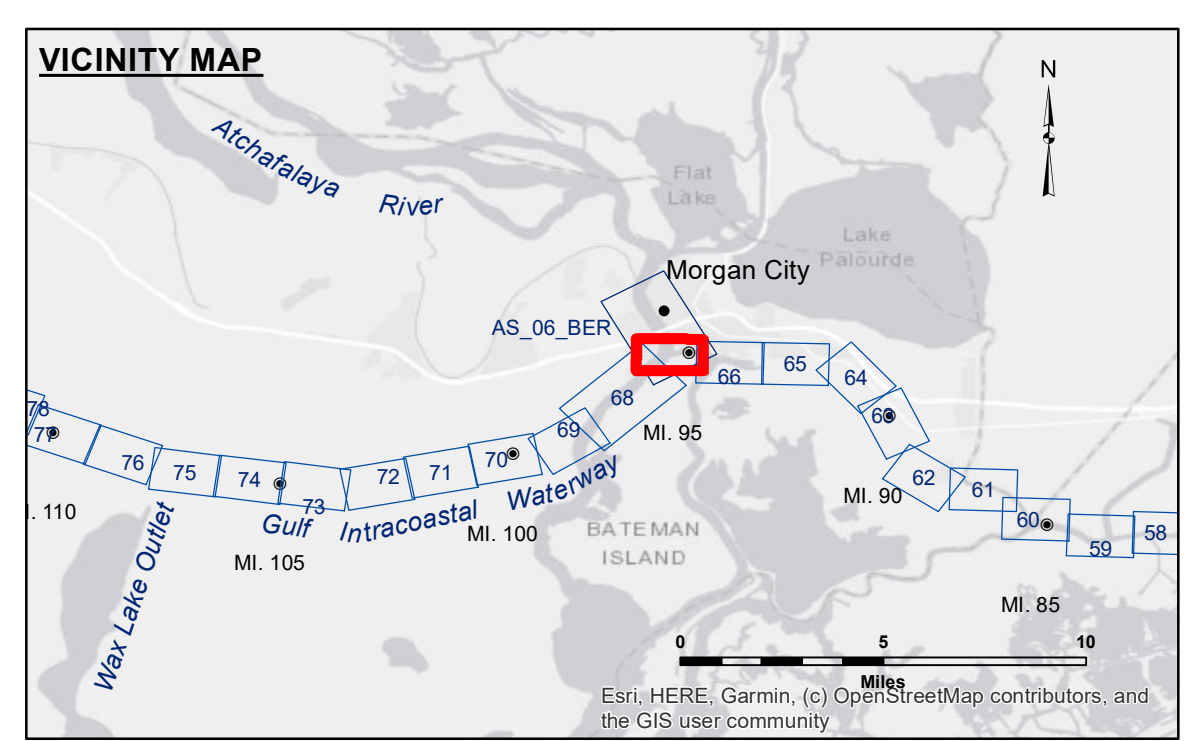 VICINITY MAP
N
Atchafalaya
River
Flat
Lake
Lake
Palourde
Morgan City
AS_06_BER
66
65
64
63
62
61
60
59
58
68
69
70
71
72
73
74
75
76
77
78
MI. 95
MI. 90
MI. 85
MI. 100
MI. 105
I. 110
Gulf Intracoastal Waterway
Wax Lake Outlet
BATEMAN
ISLAND
0 5 10
Miles
Esri, HERE, Garmin, (c) OpenStreetMap contributors, and
the GIS user community